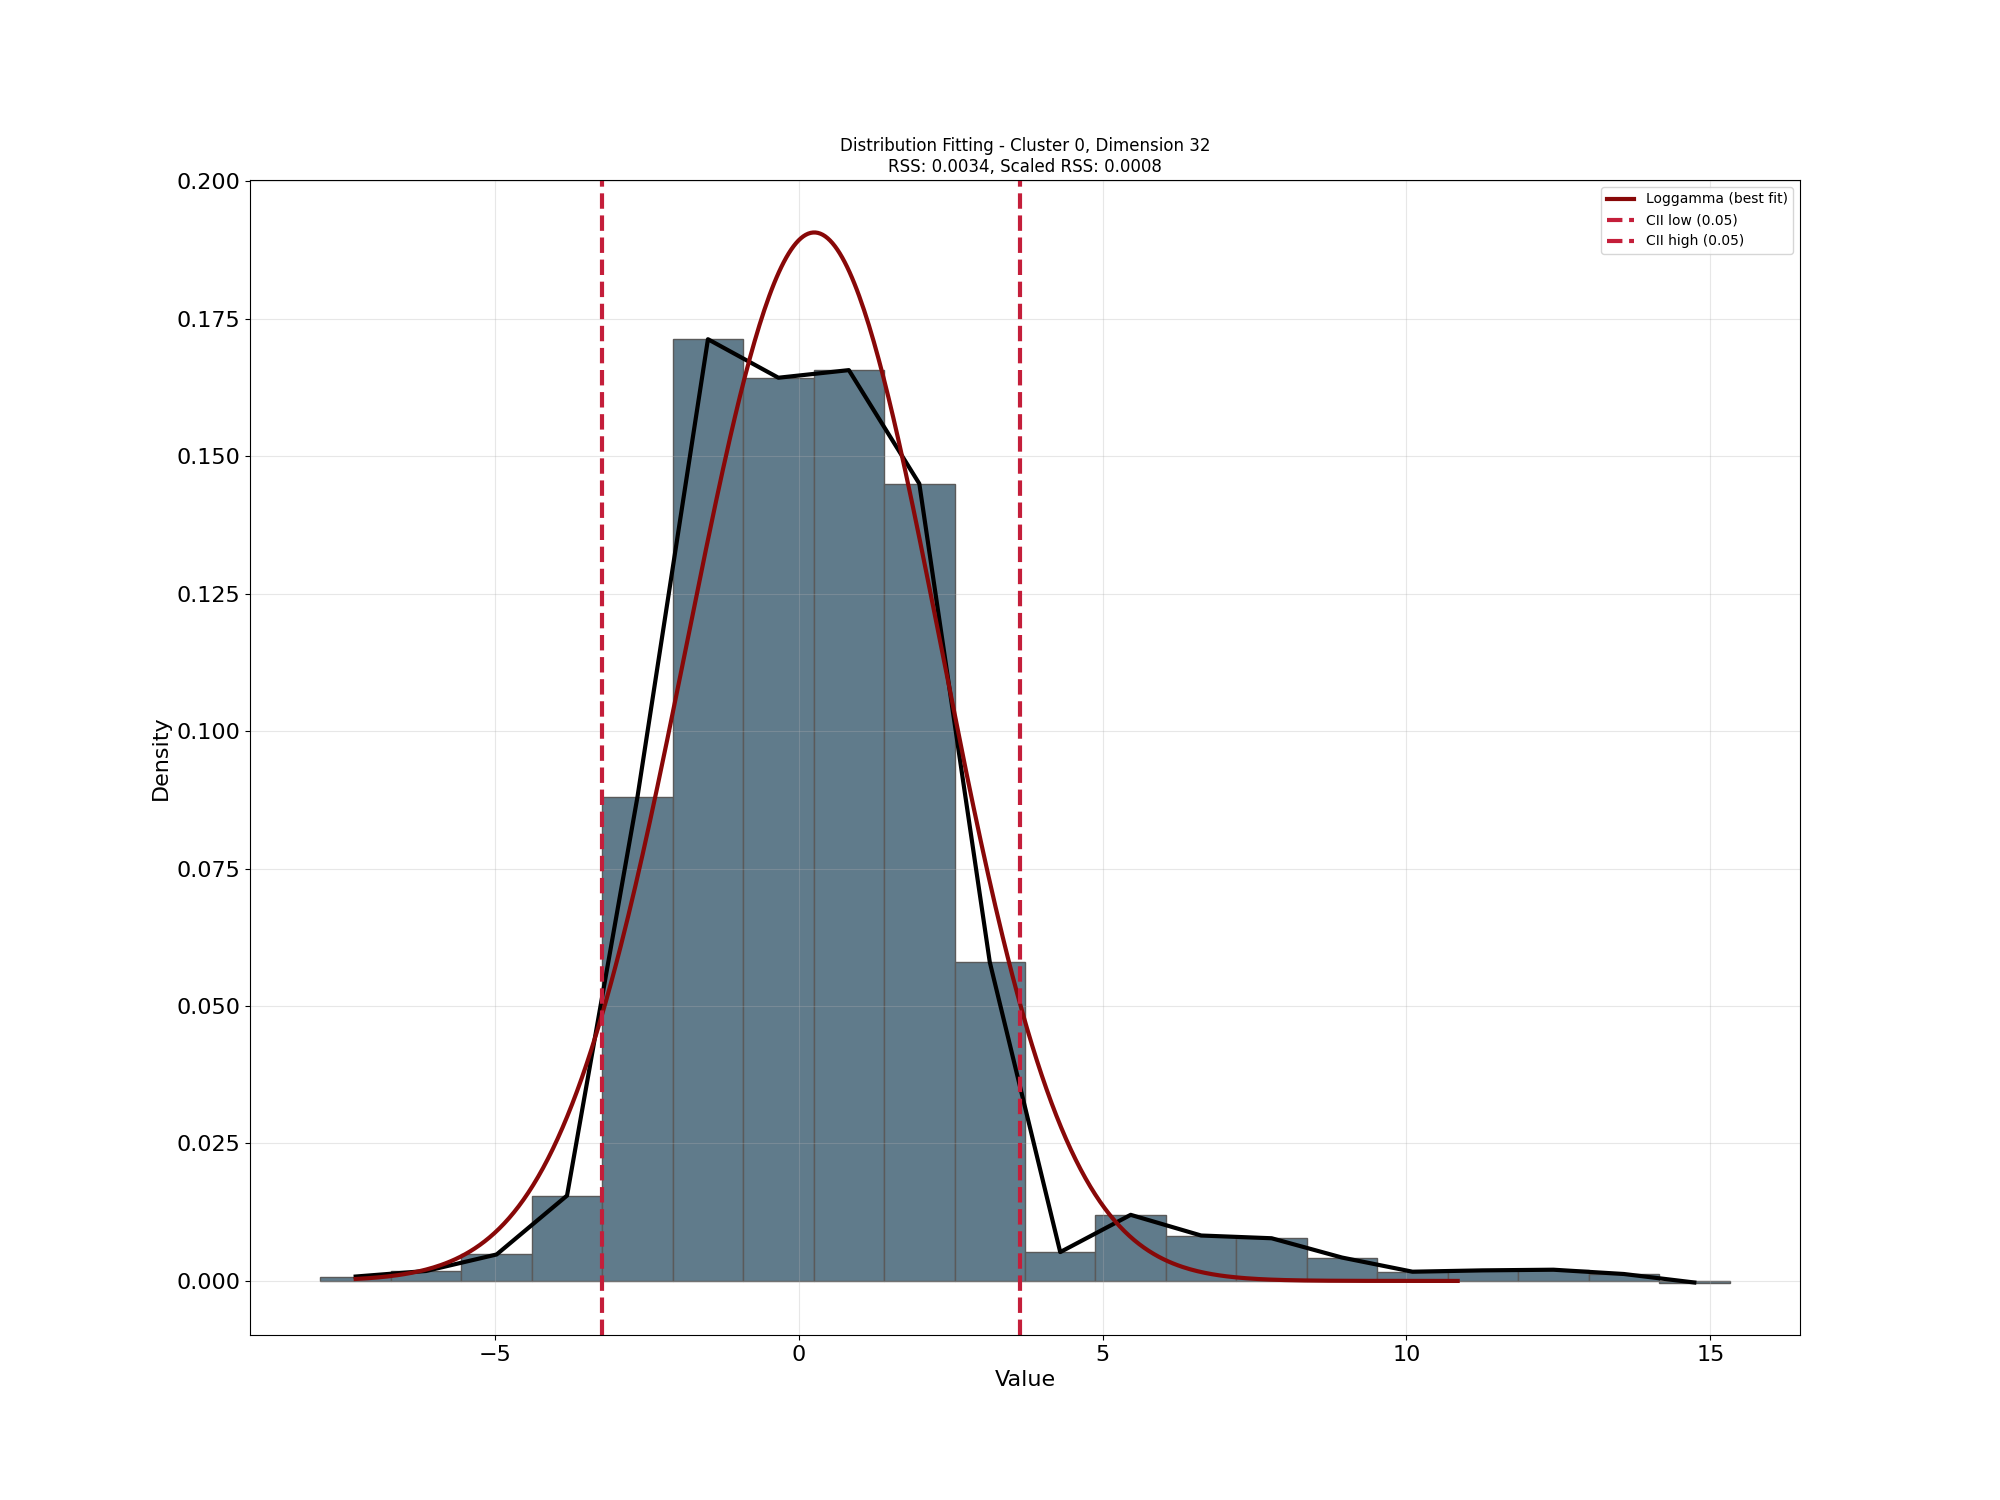 Distribution Fitting - Cluster 0, Dimension 32
RSS: 0.0034, Scaled RSS: 0.0008
Loggamma (best fit)
CII low (0.05)
CII high (0.05)
0.200
0.175
0.150
0.125
0.100
0.075
0.050
0.025
0.000
Density
−5
0
5
10
15
Value